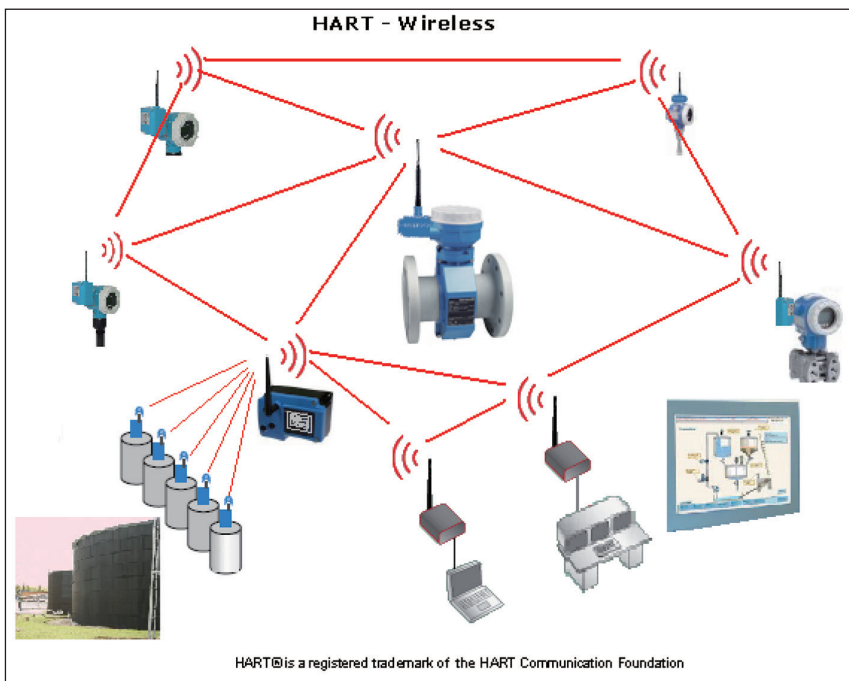 HART - Wireless
HART® is a registered trademark of the HART Communication Foundation